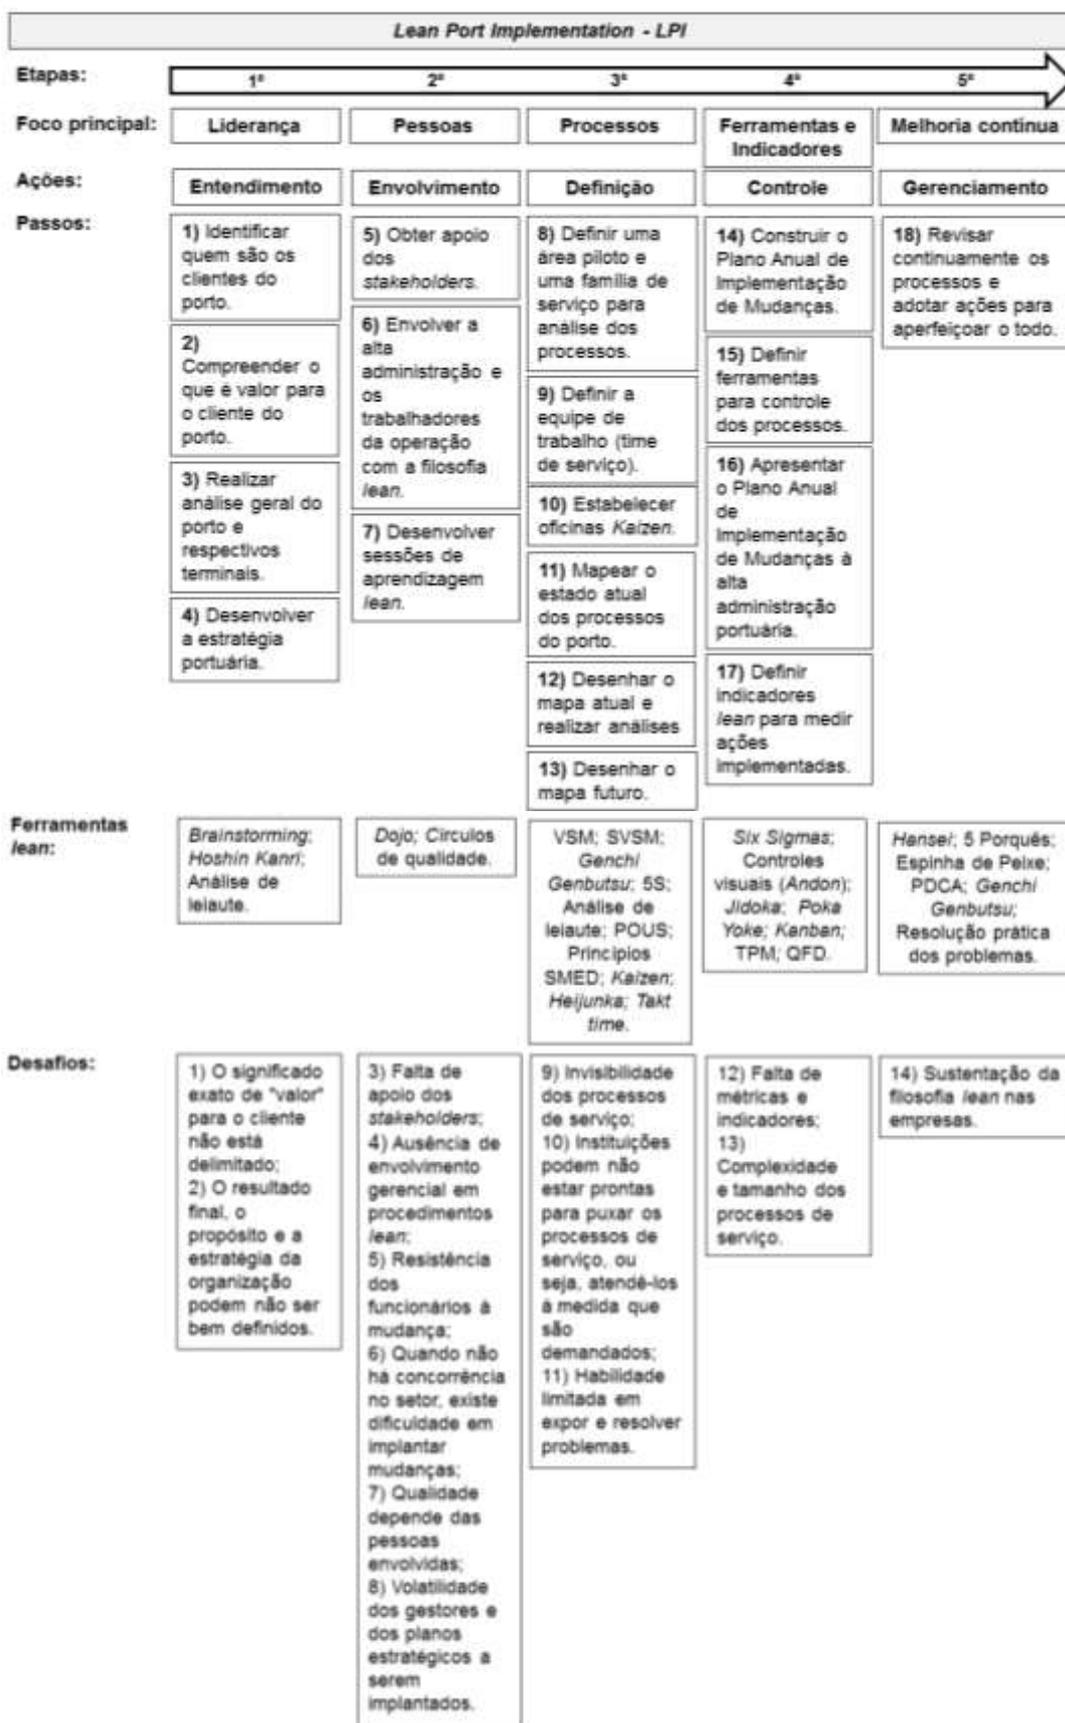 Lean Port Implementation - LPI
Etapas:
1ª
2ª
3ª
4ª
5ª
Foco principal:
Liderança
Pessoas
Processos
Ferramentas e
Indicadores
Melhoria contínua
Ações:
Entendimento
Envolvimento
Definição
Controle
Gerenciamento
Passos:
1) Identificar
quem são os
clientes do
porto.
2)
Compreender o
que é valor para
o cliente do
porto.
3) Realizar
análise geral do
porto e
respectivos
terminais.
4) Desenvolver
a estratégia
portuária.
5) Obter apoio
dos
stakeholders.
6) Envolver a
alta
administração e
os
trabalhadores
da operação
com a filosofia
lean.
7) Desenvolver
sessões de
aprendizagem
lean.
8) Definir uma
área piloto e
uma família de
serviço para
análise dos
processos.
9) Definir a
equipe de
trabalho (time
de serviço).
10) Estabelecer
oficinas Kaizen.
11) Mapear o
estado atual
dos processos
do porto.
12) Desenhar o
mapa atual e
realizar análises
13) Desenhar o
mapa futuro.
14) Construir o
Plano Anual de
Implementação
de Mudanças.
15) Definir
ferramentas
para controle
dos processos.
16) Apresentar
o Plano Anual
de
Implementação
de Mudanças à
alta
administração
portuária.
17) Definir
indicadores
lean para medir
ações
implementadas.
18) Revisar
continuamente os
processos e
adotar ações para
aperfeiçoar o todo.
Ferramentas
lean:
Brainstorming;
Hoshin Kanri;
Análise de
leiaute.
Dojo; Círculos
de qualidade.
VSM; SVSM;
Genchi
Genbutsu; 5S;
Análise de
leiaute; POUS;
Princípios
SMED; Kaizen;
Heijunka; Takt
time.
Six Sigmas;
Controles
visuais (Andon);
Jidoka; Poka
Yoke; Kanban;
TPM; QFD.
Hansei; 5 Porquês;
Espinha de Peixe;
PDCA; Genchi
Genbutsu;
Resolução prática
dos problemas.
Desafios:
1) O significado
exato de "valor"
para o cliente
não está
delimitado;
2) O resultado
final, o
propósito e a
estratégia da
organização
podem não ser
bem definidos.
3) Falta de
apoio dos
stakeholders;
4) Ausência de
envolvimento
gerencial em
procedimentos
lean;
5) Resistência
dos
funcionários à
mudança;
6) Quando não
há concorrência
no setor, existe
dificuldade em
implantar
mudanças;
7) Qualidade
depende das
pessoas
envolvidas;
8) Volatilidade
dos gestores e
dos planos
estratégicos a
serem
implantados.
9) Invisibilidade
dos processos
de serviço;
10) Instituições
podem não
estar prontas
para puxar os
processos de
serviço, ou
seja, atendê-los
à medida que
são
demandados;
11) Habilidade
limitada em
expor e resolver
problemas.
12) Falta de
métricas e
indicadores;
13)
Complexidade
e tamanho dos
processos de
serviço.
14) Sustentação da
filosofia lean nas
empresas.